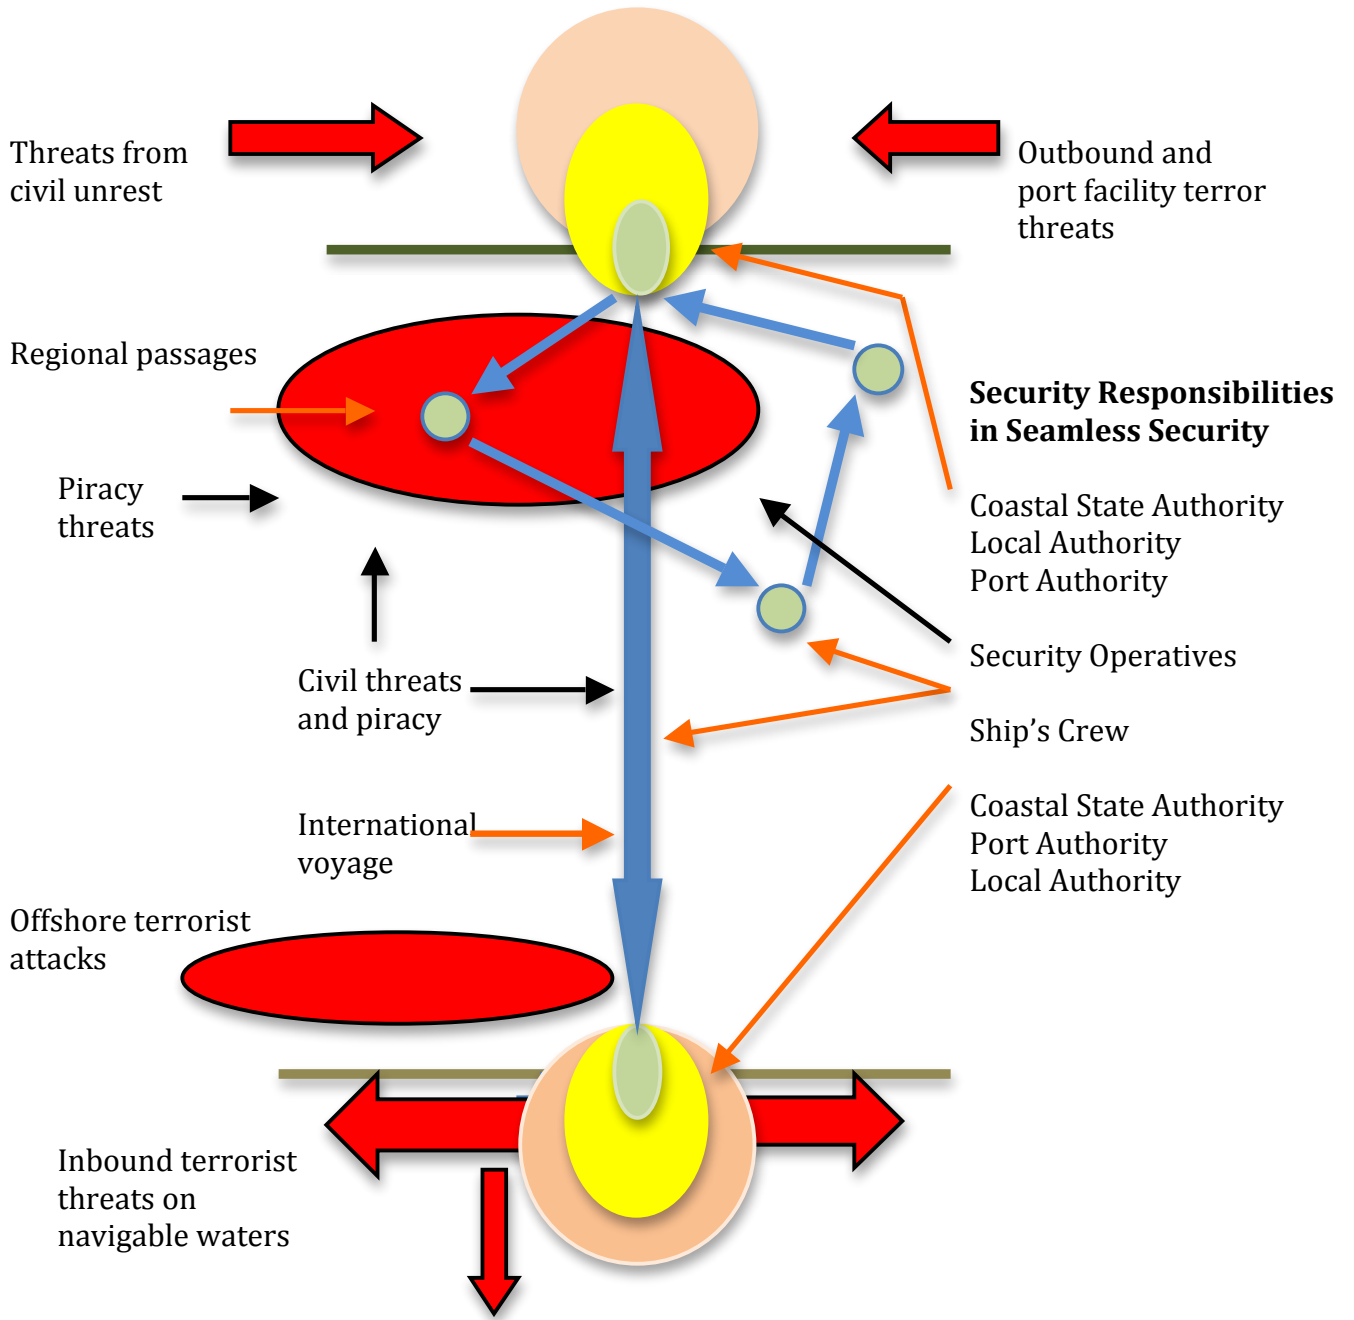 Threats from
civil unrest
Outbound and
port facility terror
threats
Regional passages
Security Responsibilities
in Seamless Security
Piracy
threats
Coastal State Authority
Local Authority
Port Authority
Security Operatives
Civil threats
and piracy
Ship’s Crew
International
voyage
Coastal State Authority
Port Authority
Local Authority
Offshore terrorist
attacks
Inbound terrorist
threats on
navigable waters